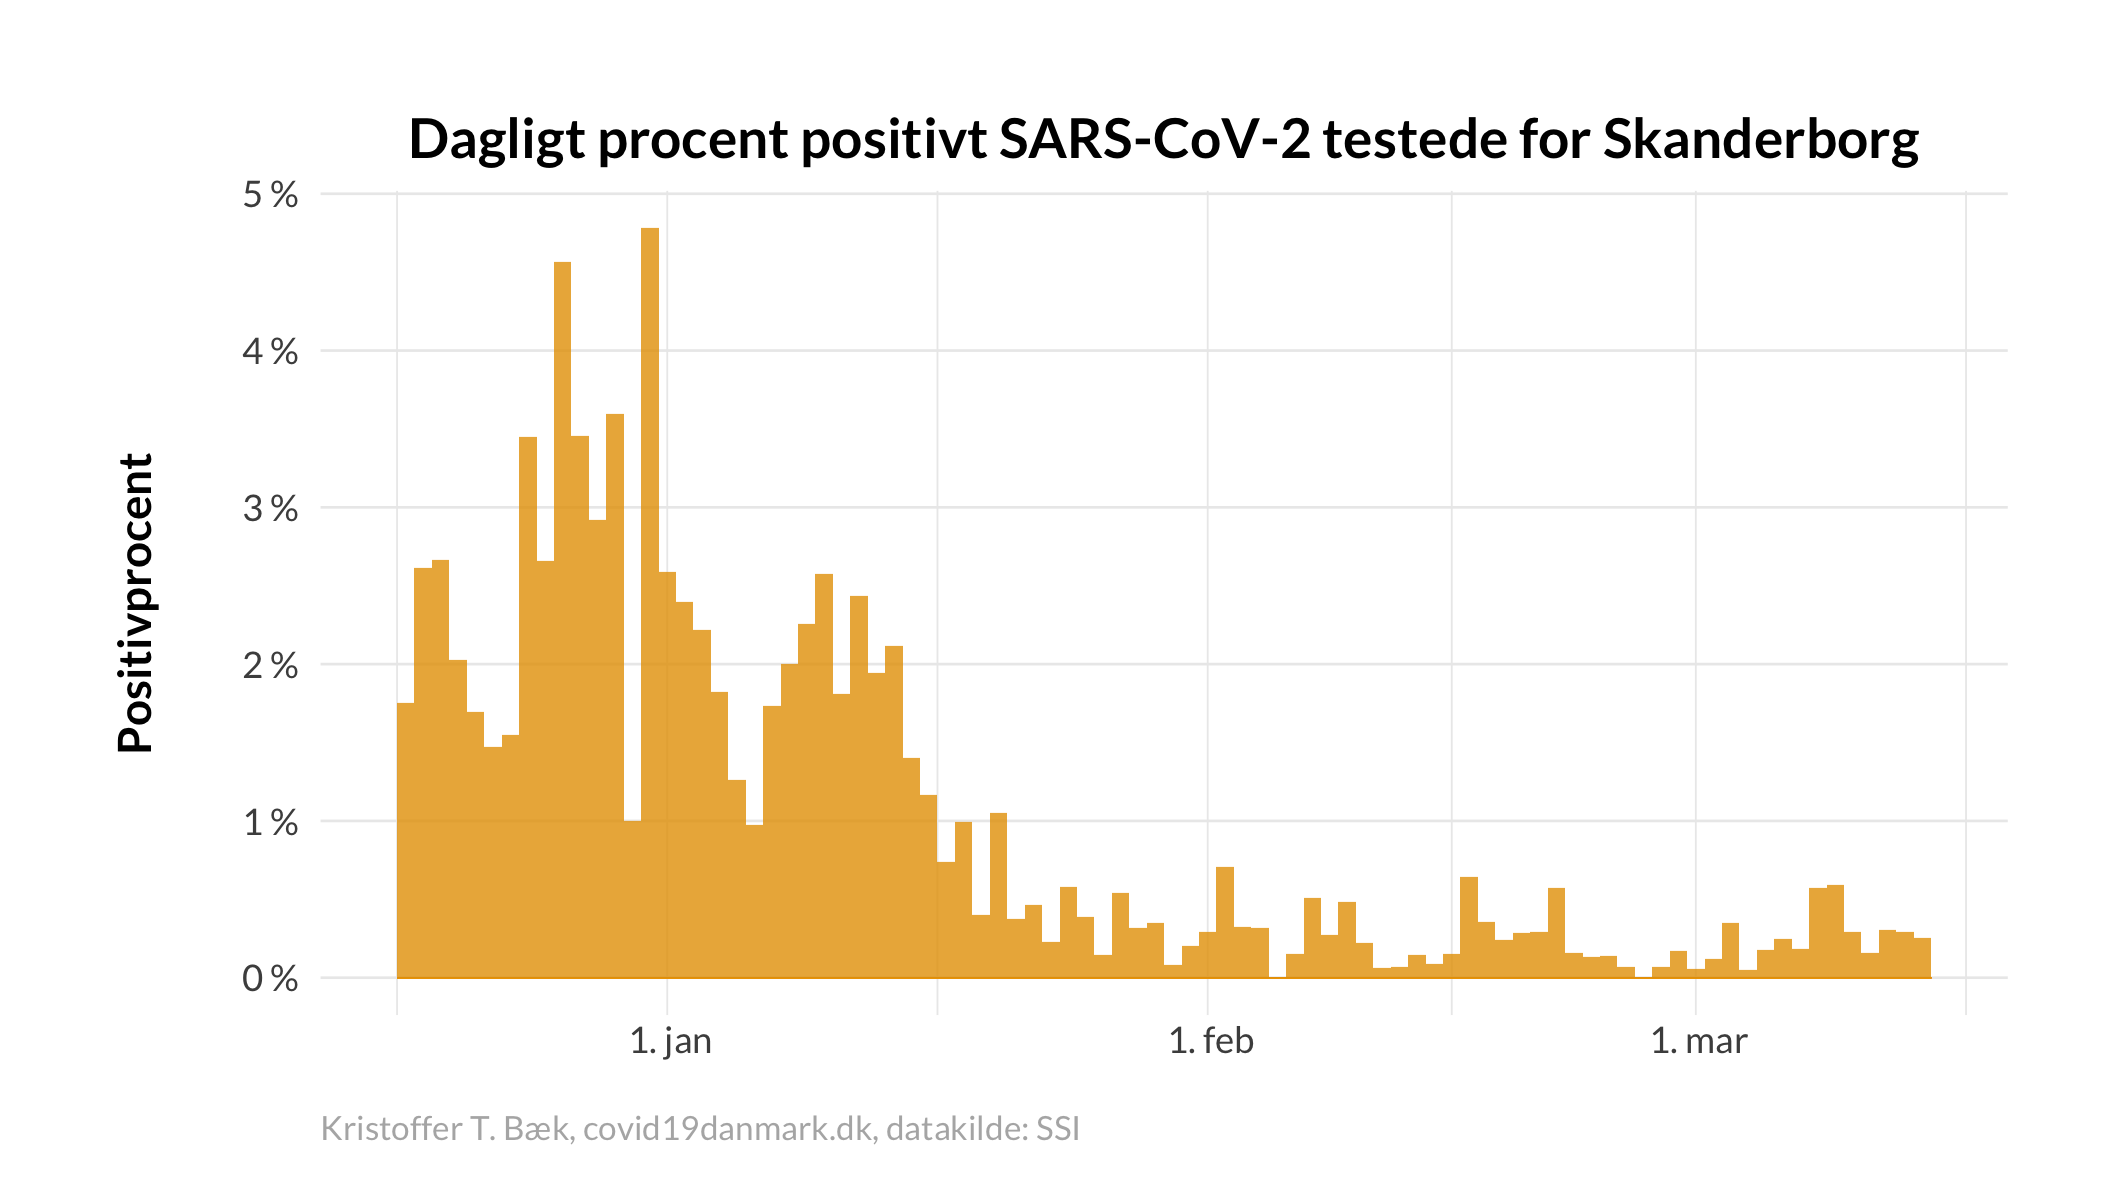 Dagligt procent positivt SARS-CoV-2 testede for Skanderborg
Positivprocent
5 %
4 %
3 %
2 %
1 %
0 %
1. jan
1. feb
1. mar
Kristoffer T. Bæk, covid19danmark.dk, datakilde: SSI